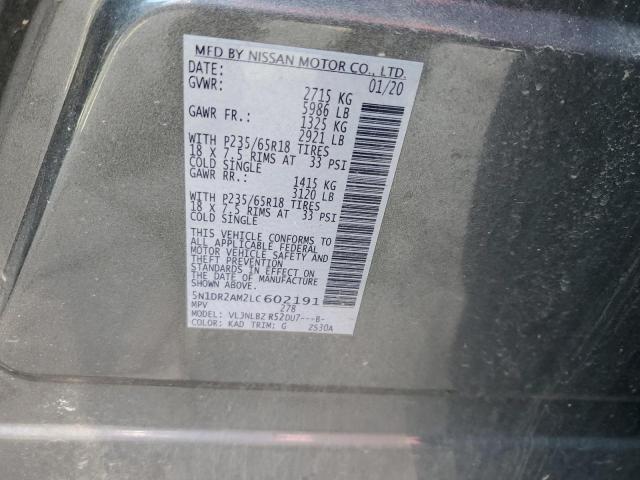 MFD BY NISSAN MOTOR CO., LTD.
DATE: 01/20
GVWR: 2715 KG
5986 LB
GAWR FR.: 1325 KG
2921 LB
WITH P235/65R18 TIRES
18 X 7.5 RIMS AT 33 PSI
COLD SINGLE
GAWR RR.: 1415 KG
3120 LB
WITH P235/65R18 TIRES
18 X 7.5 RIMS AT 33 PSI
COLD SINGLE
THIS VEHICLE CONFORMS TO
ALL APPLICABLE FEDERAL
MOTOR VEHICLE SAFETY AND
THEFT PREVENTION
STANDARDS IN EFFECT ON
THE DATE OF MANUFACTURE
SHOWN ABOVE.
5N1DR2AM2LC602191
MPV 278
MODEL: VLJNLBZ R52DU7---B-
COLOR: KAD TRIM: G 2S30A